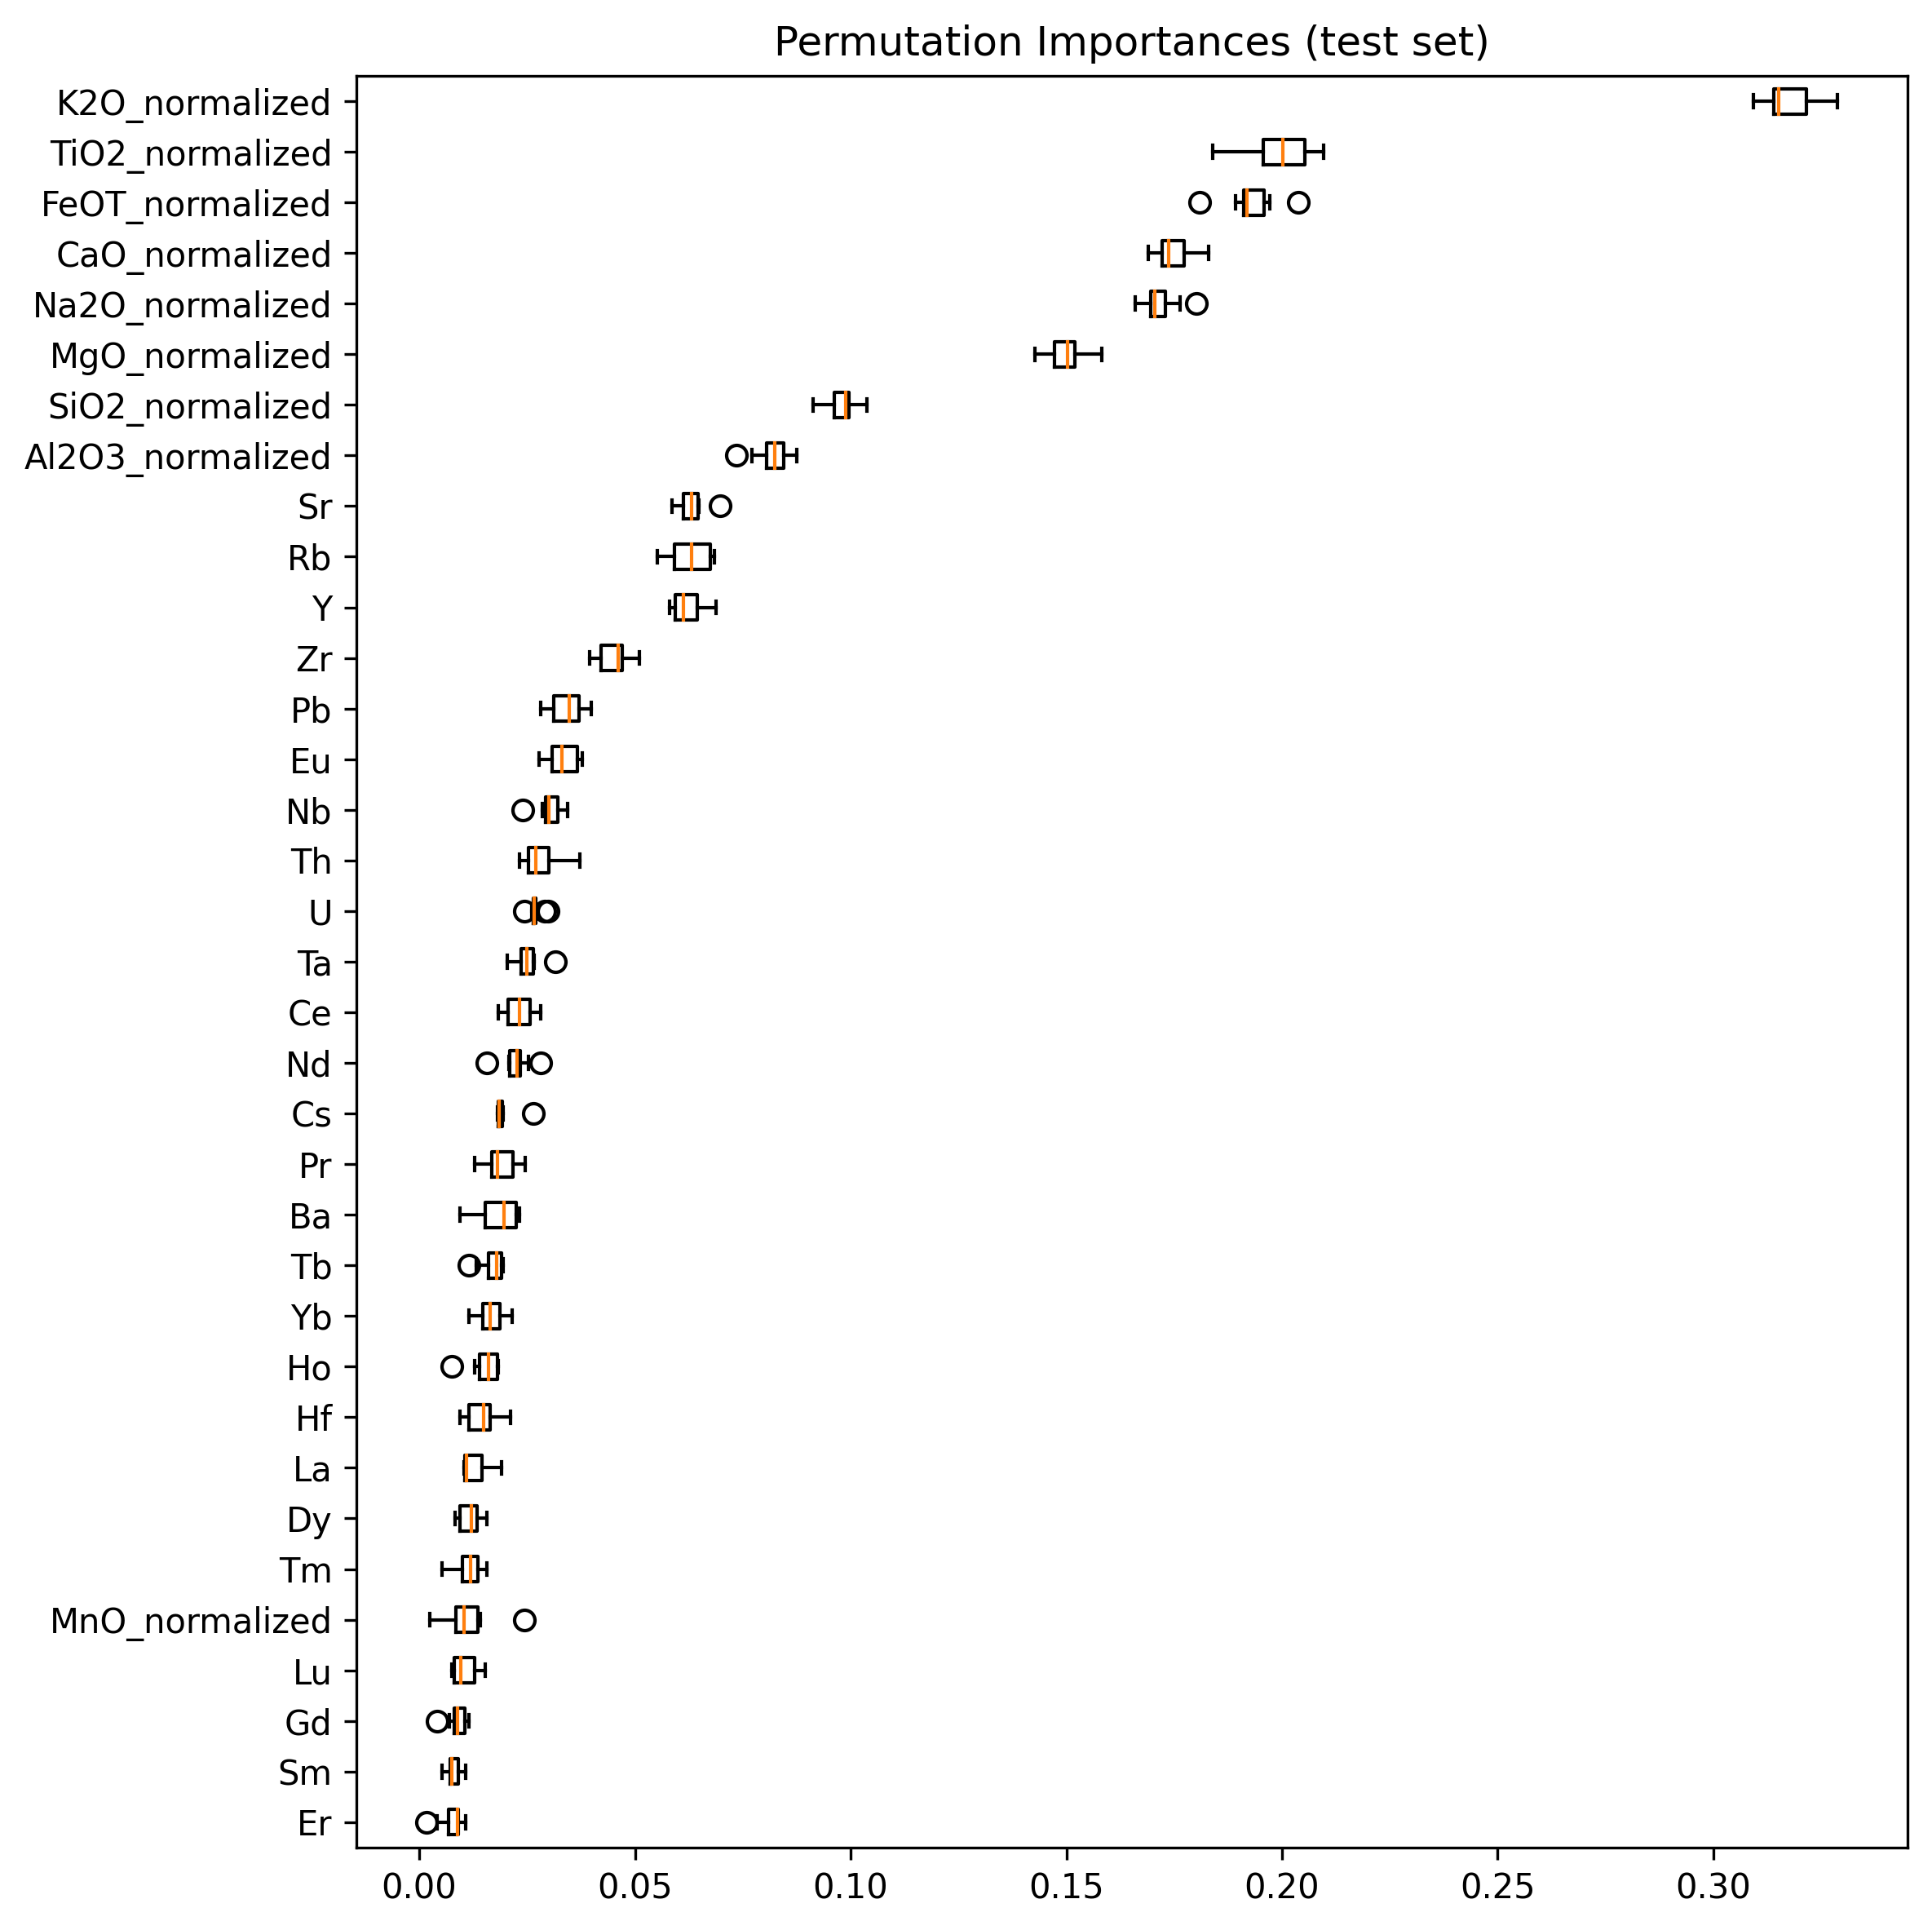 Permutation Importances (test set)
K2O_normalized
TiO2_normalized
FeOT_normalized
CaO_normalized
Na2O_normalized
MgO_normalized
SiO2_normalized
Al2O3_normalized
Sr
Rb
Y
Zr
Pb
Eu
Nb
Th
U
Ta
Ce
Nd
Cs
Pr
Ba
Tb
Yb
Ho
Hf
La
Dy
Tm
MnO_normalized
Lu
Gd
Sm
Er
0.00 0.05 0.10 0.15 0.20 0.25 0.30